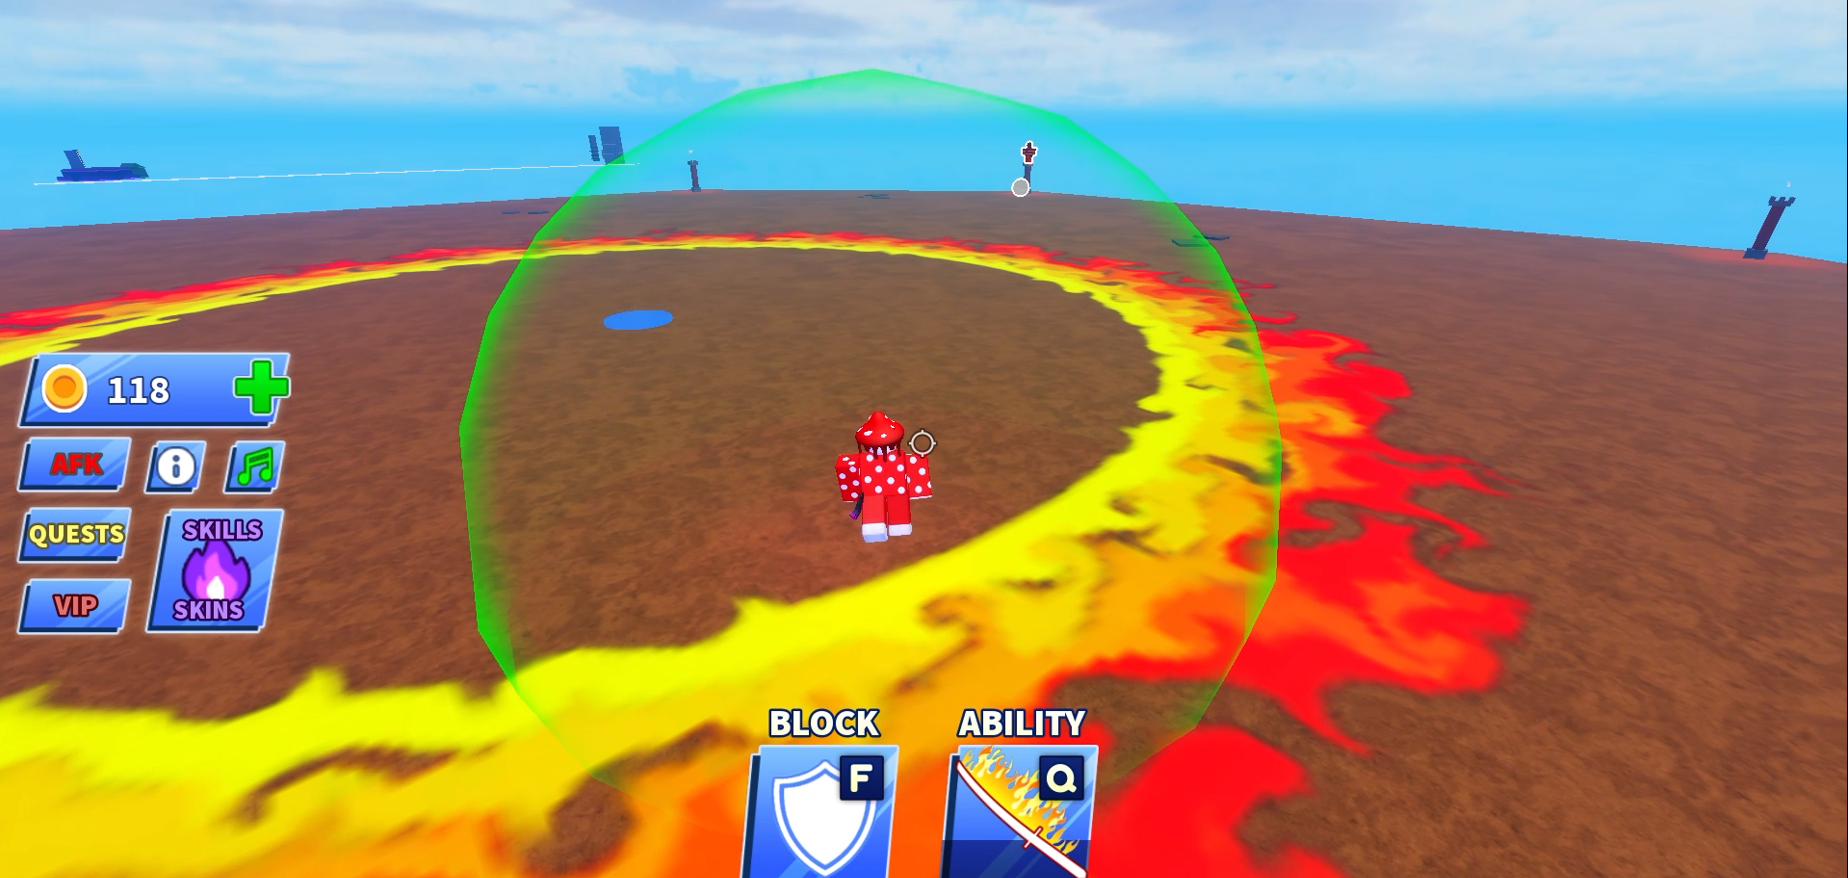 118
AFK
QUESTS
SKILLS
SKINS
VIP
BLOCK
ABILITY
F
Q